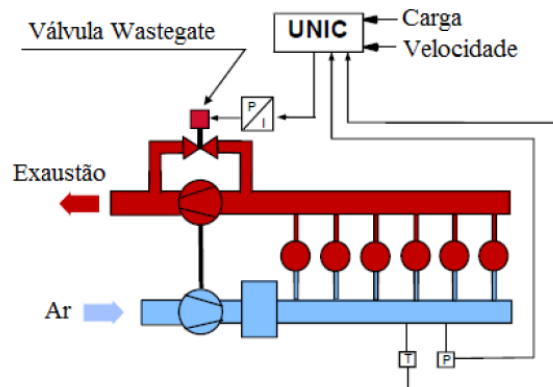 Válvula Wastegate
UNIC
Carga
Velocidade
P
I
Exaustão
Ar
T
P